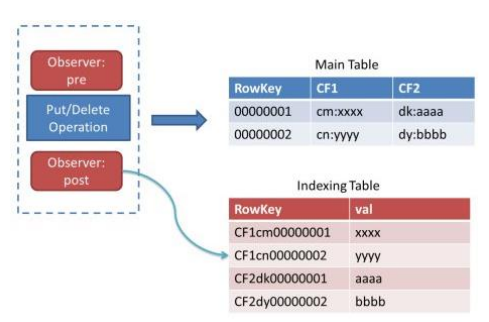 Observer:
pre
Put/Delete
Operation
Observer:
post
Main Table
RowKey CF1 CF2
00000001 cm:xxxx dk:aaaa
00000002 cn:yyyy dy:bbbb
Indexing Table
RowKey val
CF1cm00000001 xxxx
CF1cn00000002 yyyy
CF2dk00000001 aaaa
CF2dy00000002 bbbb